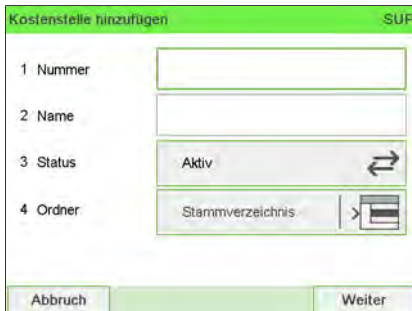 Kostenstelle hinzufügen SUP
1 Nummer
2 Name
3 Status Aktiv
4 Ordner Stammverzeichnis
Abbruch Weiter